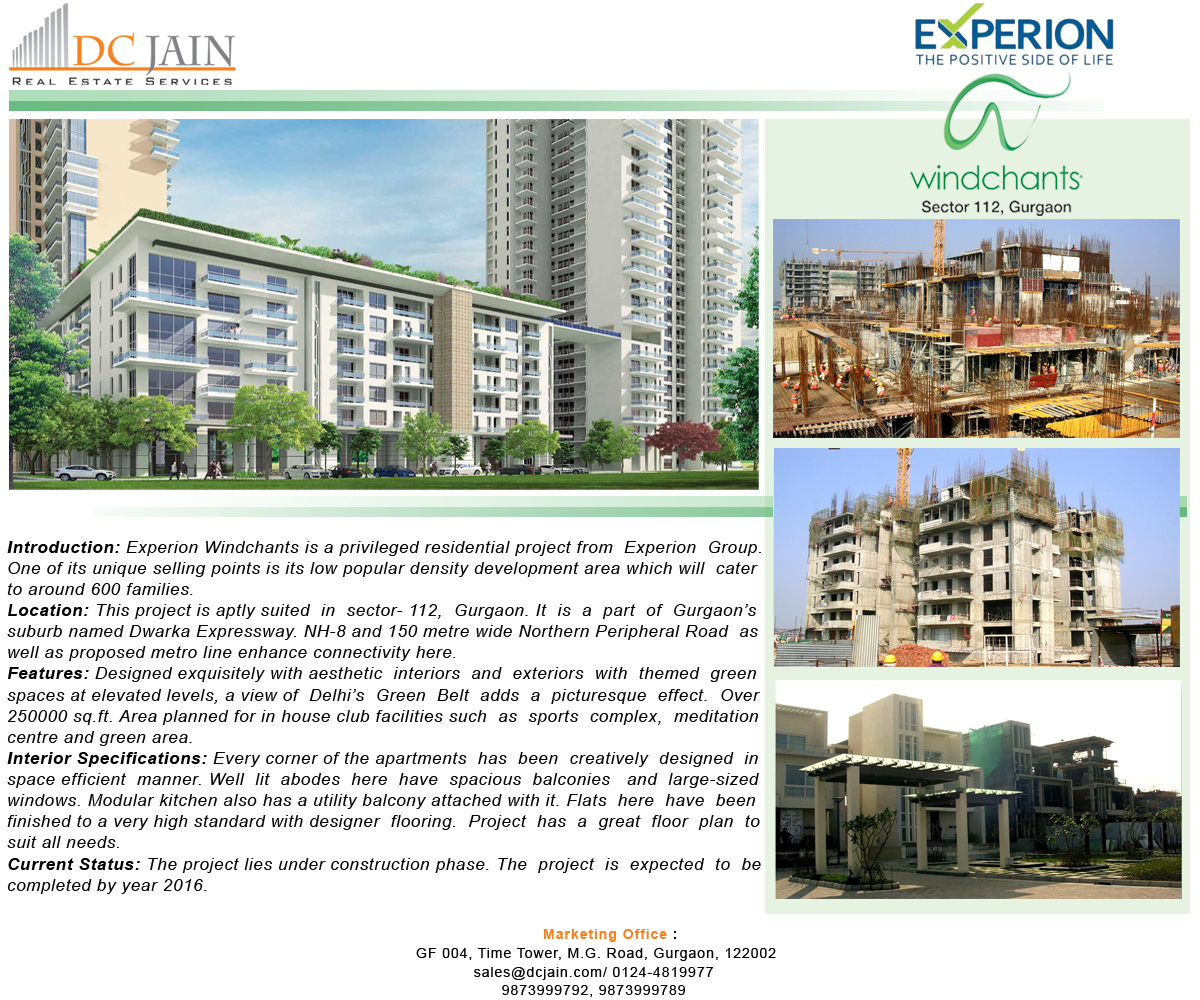 DC JAIN
REAL ESTATE SERVICES
EXPERION
THE POSITIVE SIDE OF LIFE
windchants
Sector 112, Gurgaon
Introduction: Experion Windchants is a privileged residential project from Experion Group.
One of its unique selling points is its low popular density development area which will cater
to around 600 families.
Location: This project is aptly suited in sector- 112, Gurgaon. It is a part of Gurgaon’s
suburb named Dwarka Expressway. NH-8 and 150 metre wide Northern Peripheral Road as
well as proposed metro line enhance connectivity here.
Features: Designed exquisitely with aesthetic interiors and exteriors with themed green
spaces at elevated levels, a view of Delhi’s Green Belt adds a picturesque effect. Over
250000 sq.ft. Area planned for in house club facilities such as sports complex, meditation
centre and green area.
Interior Specifications: Every corner of the apartments has been creatively designed in
space efficient manner. Well lit abodes here have spacious balconies and large-sized
windows. Modular kitchen also has a utility balcony attached with it. Flats here have been
finished to a very high standard with designer flooring. Project has a great floor plan to
suit all needs.
Current Status: The project lies under construction phase. The project is expected to be
completed by year 2016.
Marketing Office :
GF 004, Time Tower, M.G. Road, Gurgaon, 122002
sales@dcjain.com/ 0124-4819977
9873999792, 9873999789